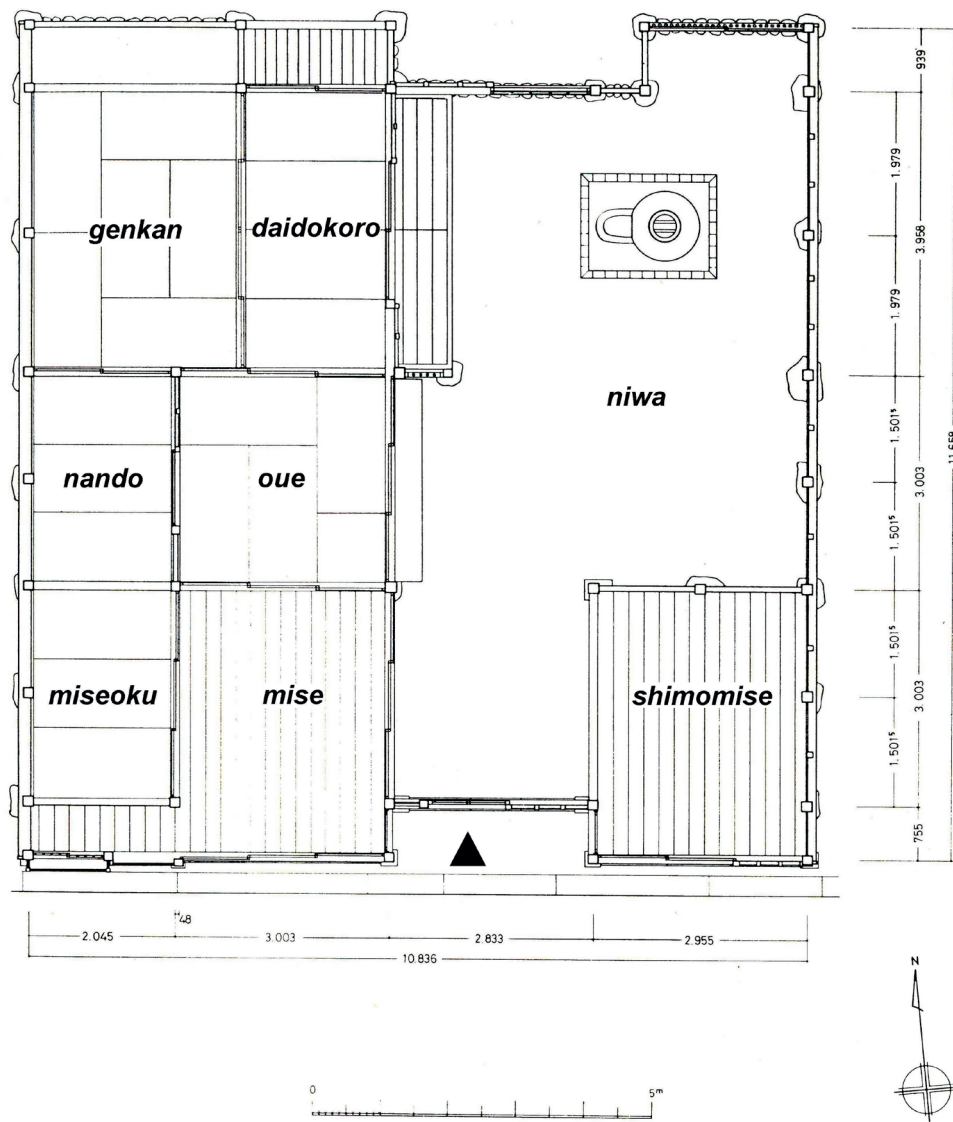 genkan
daidokoro
niwa
nando
oue
miseoku
mise
shimomise
939
1.979
3.958
1.979
1.501⁵
3.003
11.658
1.501⁵
1.501⁵
3.003
1.501⁵
755
48
2.045
3.003
2.833
2.955
10.836
N
0
5ᵐ